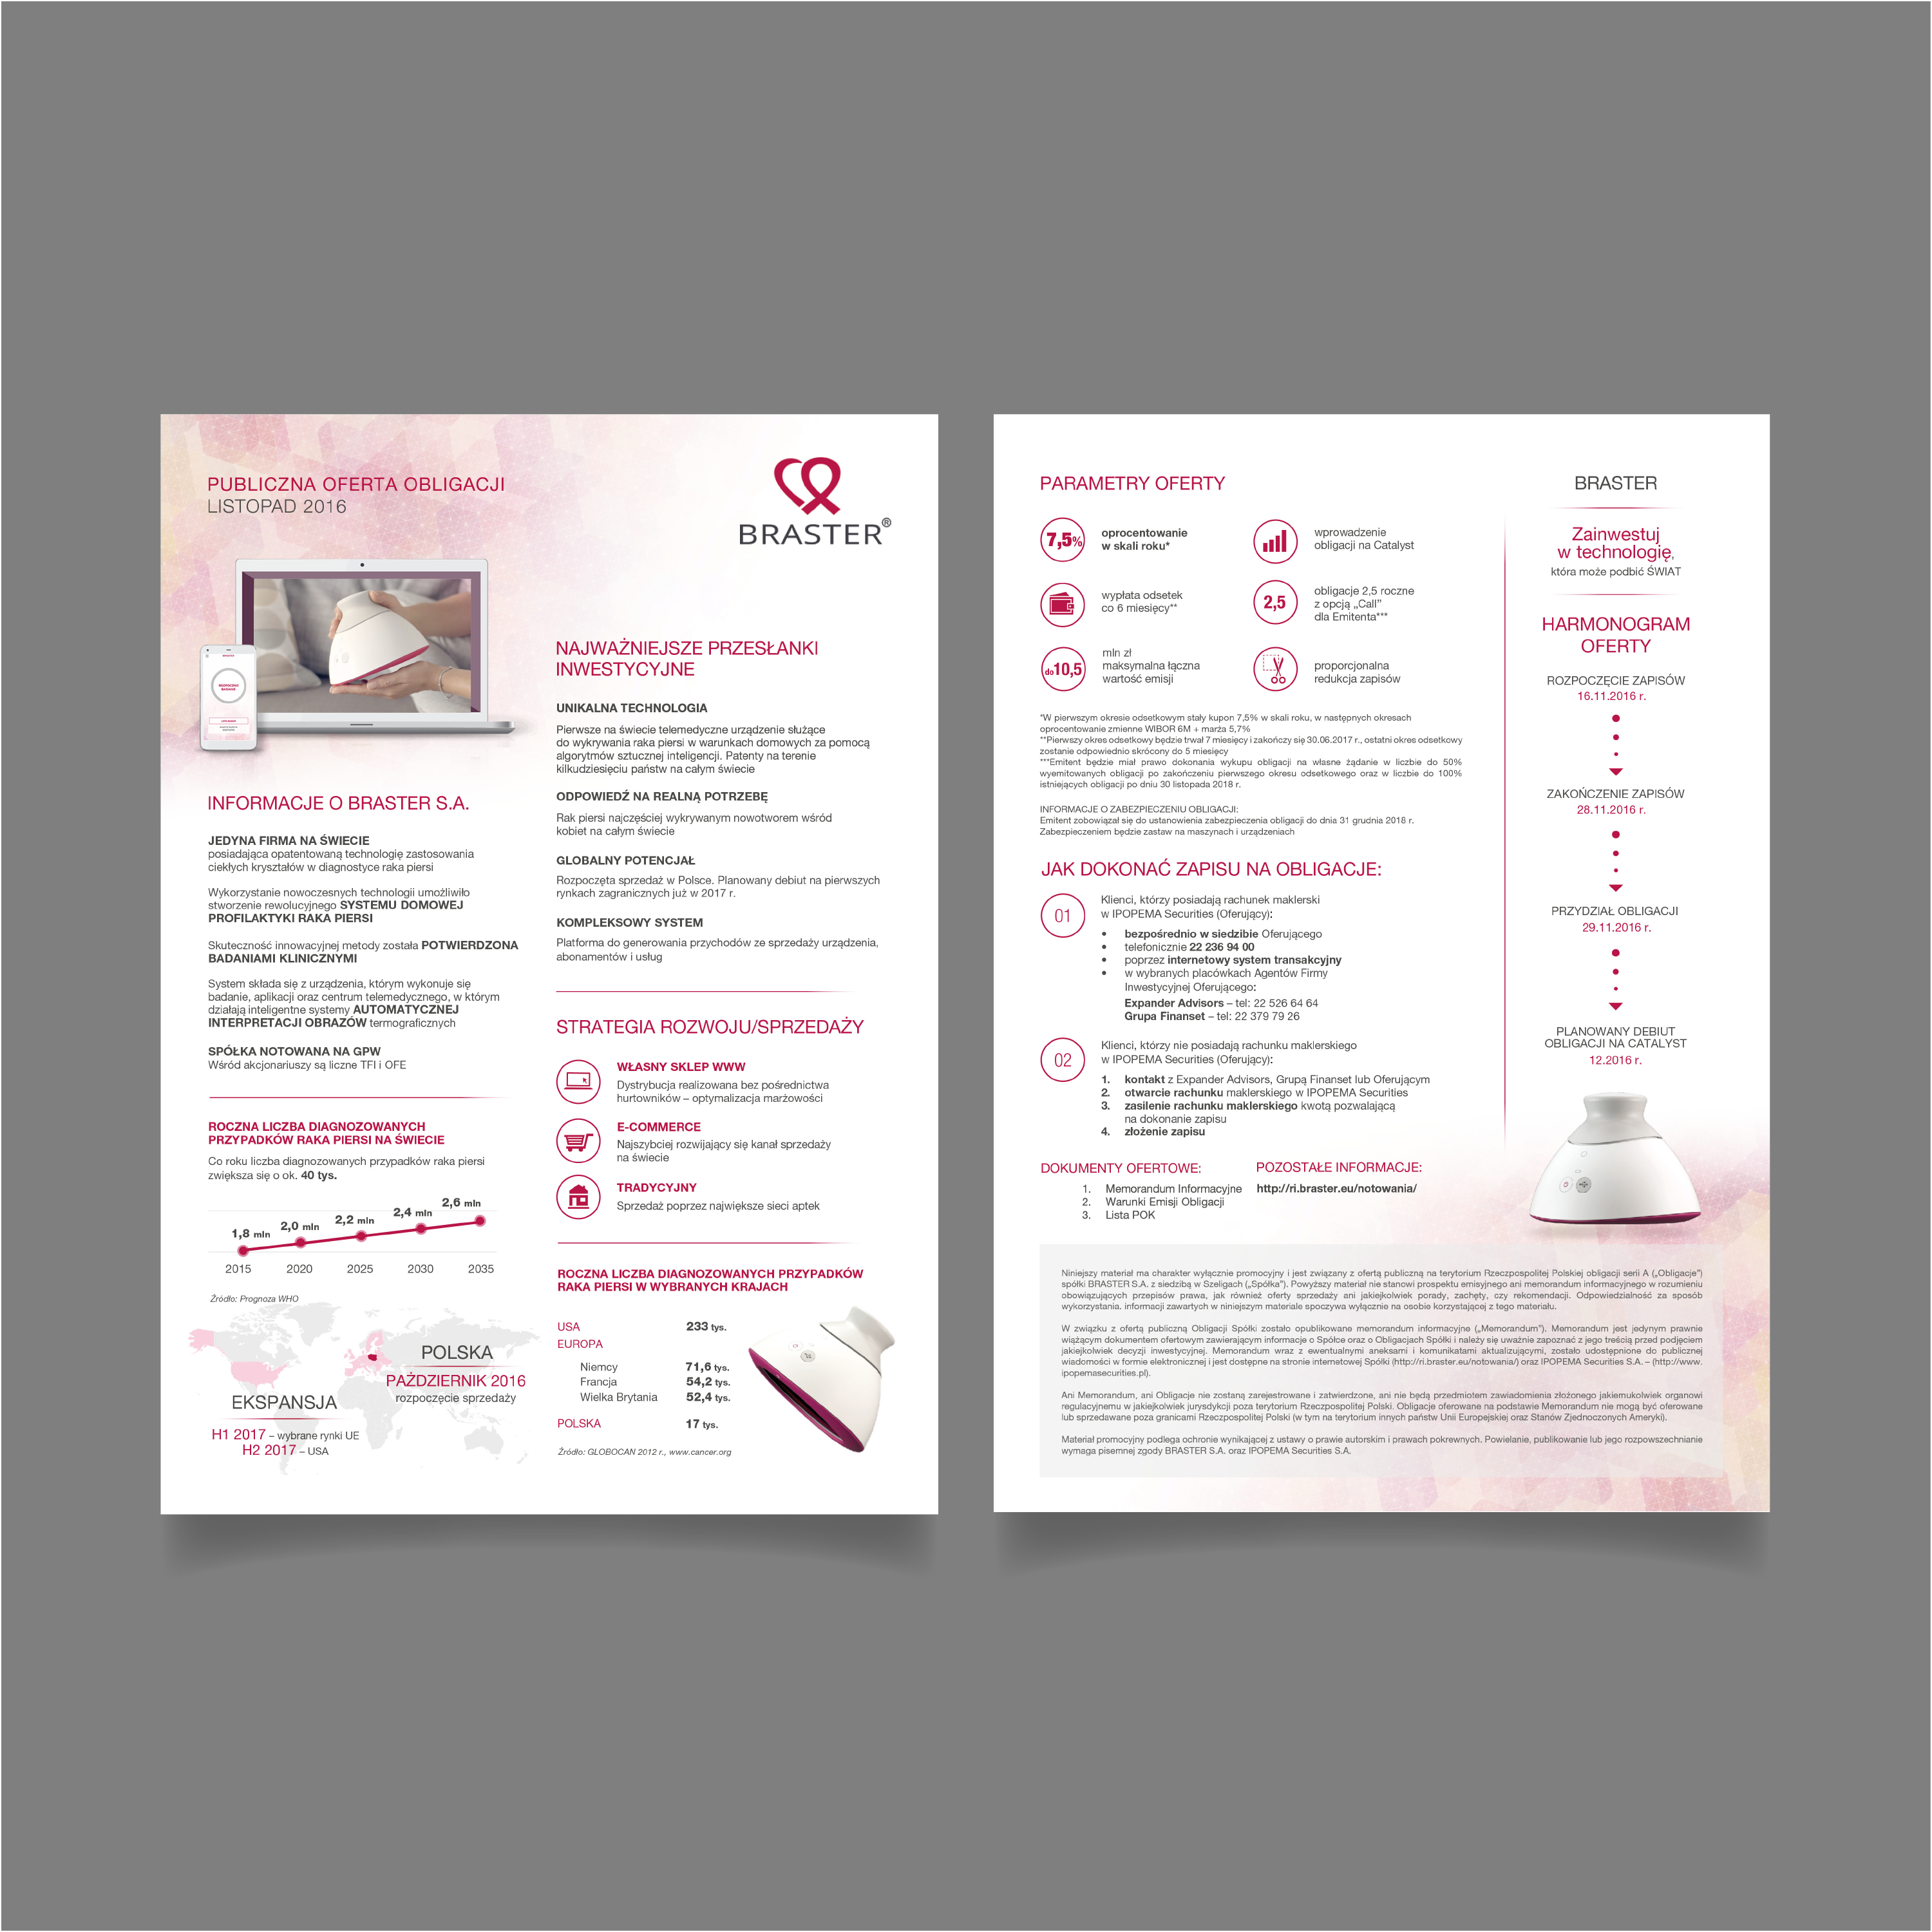 PUBLICZNA OFERTA OBLIGACJI
LISTOPAD 2016
BRASTER®
INFORMACJE O BRASTER S.A.
JEDYNA FIRMA NA ŚWIECIE
posiadająca opatentowaną technologię zastosowania
ciekłych kryształów w diagnostyce raka piersi
Wykorzystanie nowoczesnych technologii umożliwiło
stworzenie rewolucyjnego SYSTEMU DOMOWEJ
PROFILAKTYKI RAKA PIERSI
Skuteczność innowacyjnej metody została POTWIERDZONA
BADANIAMI KLINICZNYMI
System składa się z urządzenia, którym wykonuje się
badanie, aplikacji oraz centrum telemedycznego, w którym
działają inteligentne systemy AUTOMATYCZNEJ
INTERPRETACJI OBRAZÓW termograficznych
SPÓŁKA NOTOWANA NA GPW
Wśród akcjonariuszy są liczne TFI i OFE
ROCZNA LICZBA DIAGNOZOWANYCH
PRZYPADKÓW RAKA PIERSI NA ŚWIECIE
Co roku liczba diagnozowanych przypadków raka piersi
zwiększa się o ok. 40 tys.
1,8 mln 2,0 mln 2,2 mln 2,4 mln 2,6 mln
2015 2020 2025 2030 2035
Źródło: Prognoza WHO
POLSKA
PAŹDZIERNIK 2016
rozpoczęcie sprzedaży
EKSPANSJA
H1 2017 – wybrane rynki UE
H2 2017 – USA
NAJWAŻNIEJSZE PRZESŁANKI
INWESTYCYJNE
UNIKALNA TECHNOLOGIA
Pierwsze na świecie telemedyczne urządzenie służące
do wykrywania raka piersi w warunkach domowych za pomocą
algorytmów sztucznej inteligencji. Patenty na terenie
kilkudziesięciu państw na całym świecie
ODPOWIEDŹ NA REALNĄ POTRZEBĘ
Rak piersi najczęściej wykrywanym nowotworem wśród
kobiet na całym świecie
GLOBALNY POTENCJAŁ
Rozpoczęta sprzedaż w Polsce. Planowany debiut na pierwszych
rynkach zagranicznych już w 2017 r.
KOMPLEKSOWY SYSTEM
Platforma do generowania przychodów ze sprzedaży urządzenia,
abonamentów i usług
STRATEGIA ROZWOJU/SPRZEDAŻY
WŁASNY SKLEP WWW
Dystrybucja realizowana bez pośrednictwa
hurtowników – optymalizacja marżowości
E-COMMERCE
Najszybciej rozwijający się kanał sprzedaży
na świecie
TRADYCYJNY
Sprzedaż poprzez największe sieci aptek
ROCZNA LICZBA DIAGNOZOWANYCH PRZYPADKÓW
RAKA PIERSI W WYBRANYCH KRAJACH
USA 233 tys.
EUROPA
Niemcy 71,6 tys.
Francja 54,2 tys.
Wielka Brytania 52,4 tys.
POLSKA 17 tys.
Źródło: GLOBOCAN 2012 r., www.cancer.org
PARAMETRY OFERTY
7,5% oprocentowanie
w skali roku*
wprowadzenie
obligacji na Catalyst
wypłata odsetek
co 6 miesięcy**
2,5 obligacje 2,5 roczne
z opcją „Call”
dla Emitenta***
do 10,5 mln zł
maksymalna łączna
wartość emisji
proporcjonalna
redukcja zapisów
*W pierwszym okresie odsetkowym stały kupon 7,5% w skali roku, w następnych okresach
oprocentowanie zmienne WIBOR 6M + marża 5,7%
**Pierwszy okres odsetkowy będzie trwał 7 miesięcy i zakończy się 30.06.2017 r., ostatni okres odsetkowy
zostanie odpowiednio skrócony do 5 miesięcy
***Emitent będzie miał prawo dokonania wykupu obligacji na własne żądanie w liczbie do 50%
wyemitowanych obligacji po zakończeniu pierwszego okresu odsetkowego oraz w liczbie do 100%
istniejących obligacji po dniu 30 listopada 2018 r.
INFORMACJE O ZABEZPIECZENIU OBLIGACJI:
Emitent zobowiązał się do ustanowienia zabezpieczenia obligacji do dnia 31 grudnia 2018 r.
Zabezpieczeniem będzie zastaw na maszynach i urządzeniach
JAK DOKONAĆ ZAPISU NA OBLIGACJE:
01
Klienci, którzy posiadają rachunek maklerski
w IPOPEMA Securities (Oferujący):
• bezpośrednio w siedzibie Oferującego
• telefonicznie 22 236 94 00
• poprzez internetowy system transakcyjny
• w wybranych placówkach Agentów Firmy
Inwestycyjnej Oferującego:
Expander Advisors – tel: 22 526 64 64
Grupa Finanset – tel: 22 379 79 26
02
Klienci, którzy nie posiadają rachunku maklerskiego
w IPOPEMA Securities (Oferujący):
1. kontakt z Expander Advisors, Grupą Finanset lub Oferującym
2. otwarcie rachunku maklerskiego w IPOPEMA Securities
3. zasilenie rachunku maklerskiego kwotą pozwalającą
na dokonanie zapisu
4. złożenie zapisu
DOKUMENTY OFERTOWE:
1. Memorandum Informacyjne
2. Warunki Emisji Obligacji
3. Lista POK
POZOSTAŁE INFORMACJE:
http://ri.braster.eu/notowania/
BRASTER
Zainwestuj
w technologię,
która może podbić ŚWIAT
HARMONOGRAM
OFERTY
ROZPOCZĘCIE ZAPISÓW
16.11.2016 r.
ZAKOŃCZENIE ZAPISÓW
28.11.2016 r.
PRZYDZIAŁ OBLIGACJI
29.11.2016 r.
PLANOWANY DEBIUT
OBLIGACJI NA CATALYST
12.2016 r.
Niniejszy materiał ma charakter wyłącznie promocyjny i jest związany z ofertą publiczną na terytorium Rzeczpospolitej Polskiej obligacji serii A („Obligacje”)
spółki BRASTER S.A. z siedzibą w Szeligach („Spółka”). Powyższy materiał nie stanowi prospektu emisyjnego ani memorandum informacyjnego w rozumieniu
obowiązujących przepisów prawa, jak również oferty sprzedaży ani jakiejkolwiek porady, zachęty, czy rekomendacji. Odpowiedzialność za sposób
wykorzystania. informacji zawartych w niniejszym materiale spoczywa wyłącznie na osobie korzystającej z tego materiału.
W związku z ofertą publiczną Obligacji Spółki zostało opublikowane memorandum informacyjne („Memorandum”). Memorandum jest jedynym prawnie
wiążącym dokumentem ofertowym zawierającym informacje o Spółce oraz o Obligacjach Spółki i należy się uważnie zapoznać z jego treścią przed podjęciem
jakiejkolwiek decyzji inwestycyjnej. Memorandum wraz z ewentualnymi aneksami i komunikatami aktualizującymi, zostało udostępnione do publicznej
wiadomości w formie elektronicznej i jest dostępne na stronie internetowej Spółki (http://ri.braster.eu/notowania/) oraz IPOPEMA Securities S.A. – (http://www.
ipopemasecurities.pl).
Ani Memorandum, ani Obligacje nie zostaną zarejestrowane i zatwierdzone, ani nie będą przedmiotem zawiadomienia złożonego jakiemukolwiek organowi
regulacyjnemu w jakiejkolwiek jurysdykcji poza terytorium Rzeczpospolitej Polski. Obligacje oferowane na podstawie Memorandum nie mogą być oferowane
lub sprzedawane poza granicami Rzeczpospolitej Polski (w tym na terytorium innych państw Unii Europejskiej oraz Stanów Zjednoczonych Ameryki).
Materiał promocyjny podlega ochronie wynikającej z ustawy o prawie autorskim i prawach pokrewnych. Powielanie, publikowanie lub jego rozpowszechnianie
wymaga pisemnej zgody BRASTER S.A. oraz IPOPEMA Securities S.A.